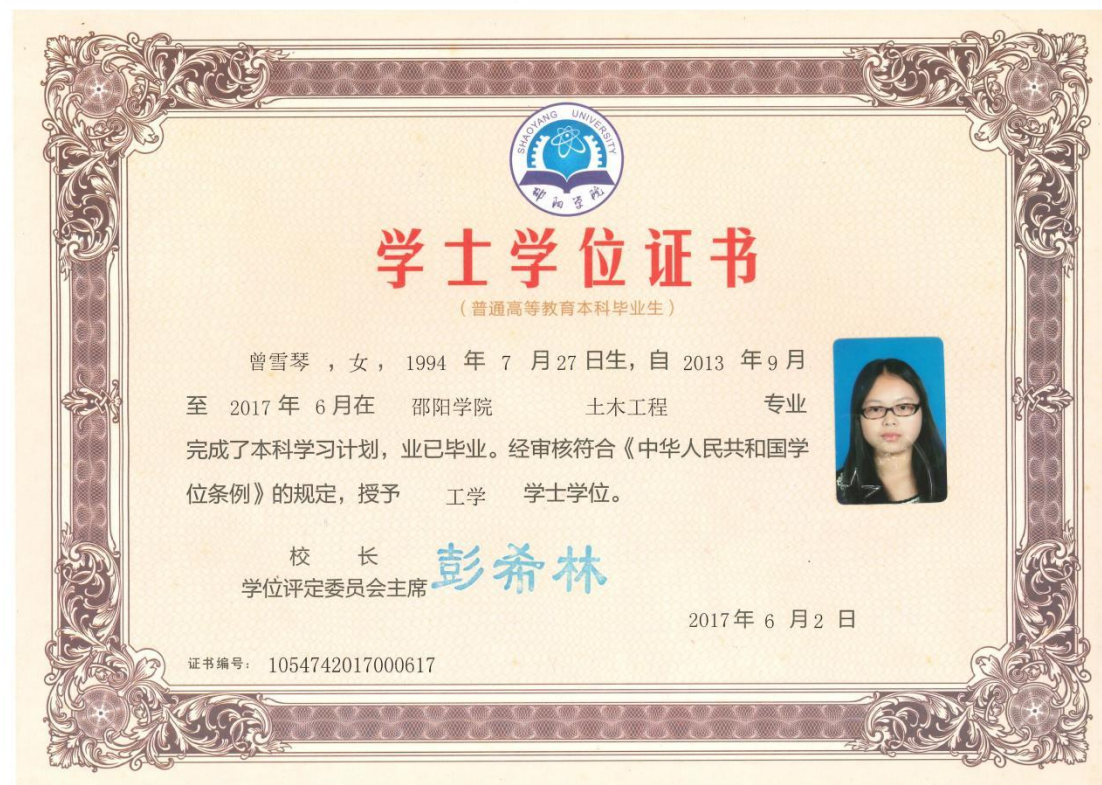 SHAOYANG UNIVERSITY
邵阳学院
学士学位证书
（普通高等教育本科毕业生）
曾雪琴 ，女， 1994 年 7 月27 日生，自 2013 年9 月
至 2017 年 6 月在 邵阳学院 土木工程 专业
完成了本科学习计划，业已毕业。经审核符合《中华人民共和国学
位条例》的规定，授予 工学 学士学位。
校 长
学位评定委员会主席 彭希林
2017 年 6 月 2 日
证书编号： 1054742017000617